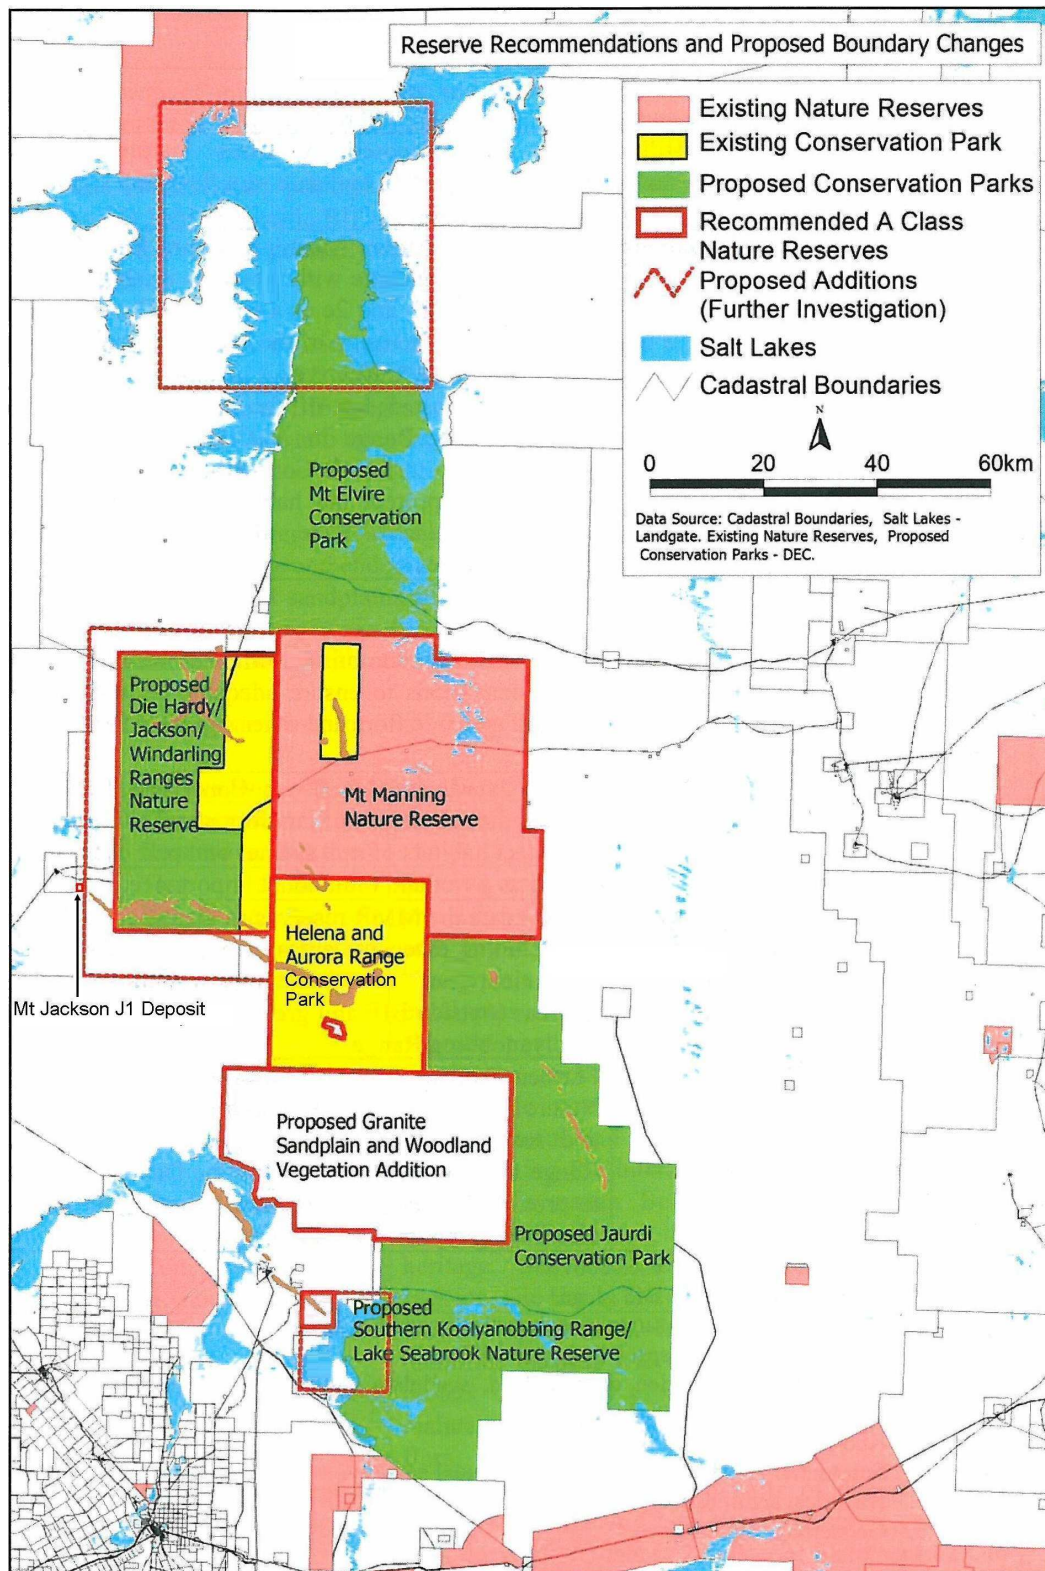 Reserve Recommendations and Proposed Boundary Changes
Existing Nature Reserves
Existing Conservation Park
Proposed Conservation Parks
Recommended A Class
Nature Reserves
Proposed Additions
(Further Investigation)
Salt Lakes
Cadastral Boundaries
N
0 20 40 60km
Data Source: Cadastral Boundaries, Salt Lakes -
Landgate. Existing Nature Reserves, Proposed
Conservation Parks - DEC.
Proposed
Mt Elvire
Conservation
Park
Proposed
Die Hardy/
Jackson/
Windarling
Ranges
Nature
Reserve
Mt Manning
Nature Reserve
Helena and
Aurora Range
Conservation
Park
Mt Jackson J1 Deposit
Proposed Granite
Sandplain and Woodland
Vegetation Addition
Proposed Jaurdi
Conservation Park
Proposed
Southern Koolyanobbing Range/
Lake Seabrook Nature Reserve